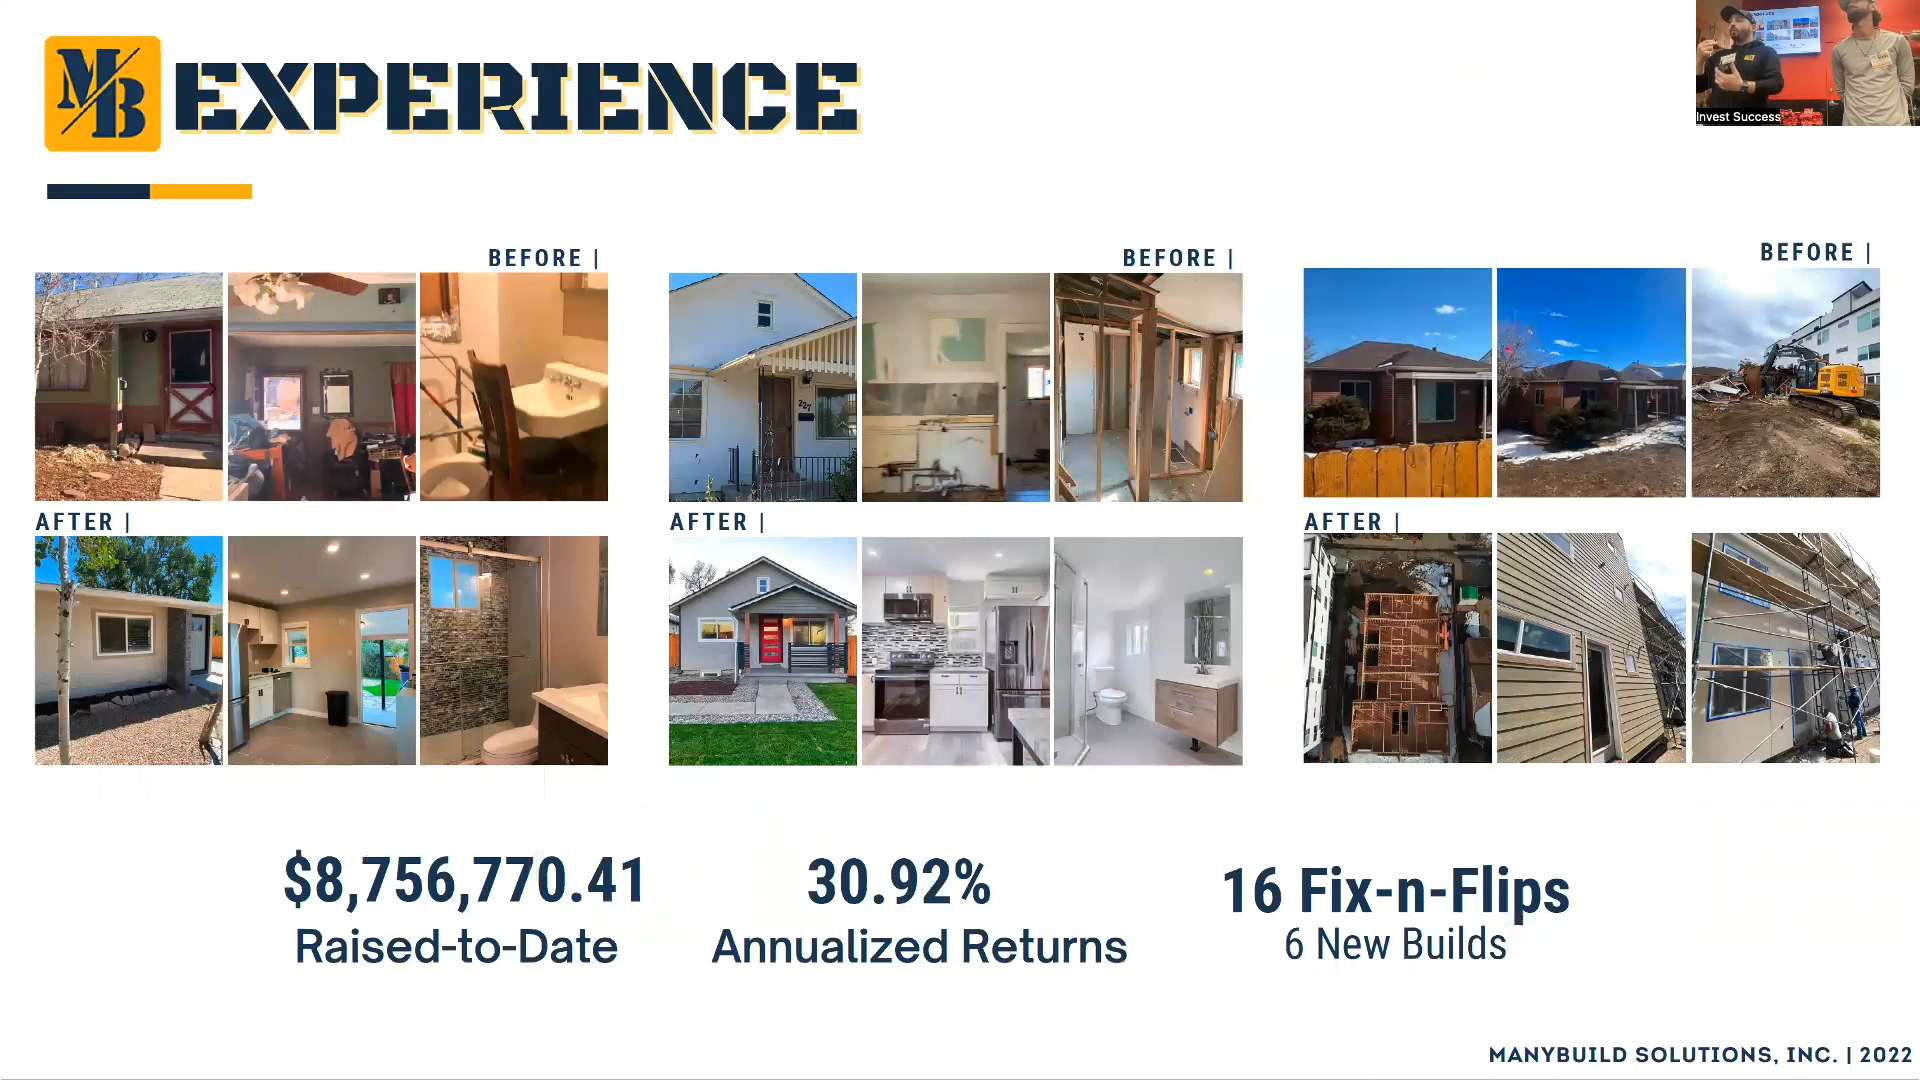 MB EXPERIENCE
Invest Success
BEFORE |
BEFORE |
BEFORE |
227
AFTER |
AFTER |
AFTER |
$8,756,770.41
Raised-to-Date
30.92%
Annualized Returns
16 Fix-n-Flips
6 New Builds
MANYBUILD SOLUTIONS, INC. | 2022